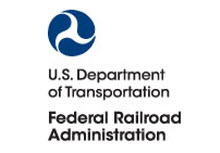 U.S. Department
of Transportation
Federal Railroad
Administration